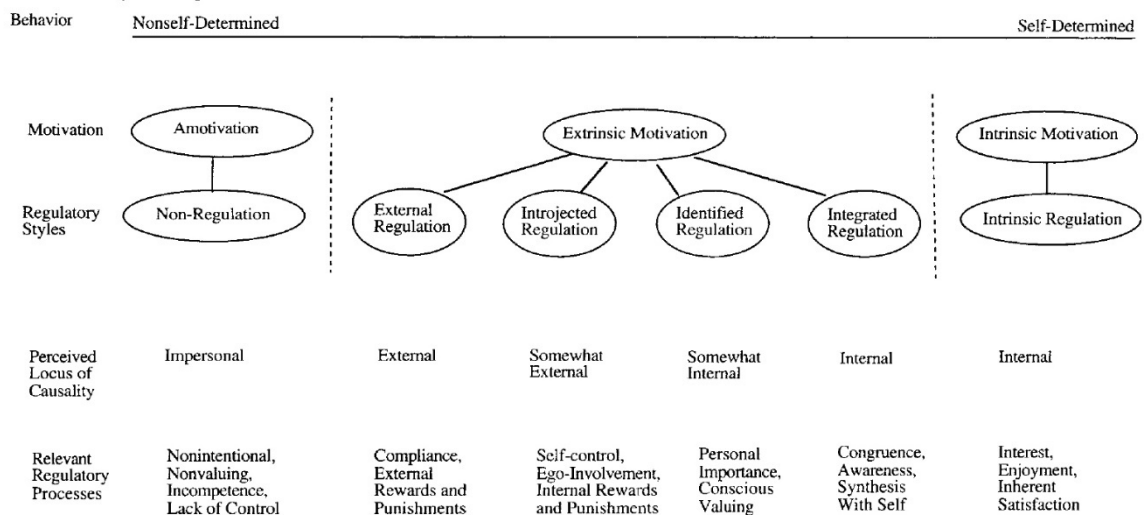 Behavior Nonself-Determined Self-Determined
Motivation Amotivation Extrinsic Motivation Intrinsic Motivation
Regulatory
Styles
Non-Regulation
External
Regulation
Introjected
Regulation
Identified
Regulation
Integrated
Regulation
Intrinsic Regulation
Perceived
Locus of
Causality
Impersonal
External
Somewhat
External
Somewhat
Internal
Internal
Internal
Relevant
Regulatory
Processes
Nonintentional,
Nonvaluing,
Incompetence,
Lack of Control
Compliance,
External
Rewards and
Punishments
Self-control,
Ego-Involvement,
Internal Rewards
and Punishments
Personal
Importance,
Conscious
Valuing
Congruence,
Awareness,
Synthesis
With Self
Interest,
Enjoyment,
Inherent
Satisfaction